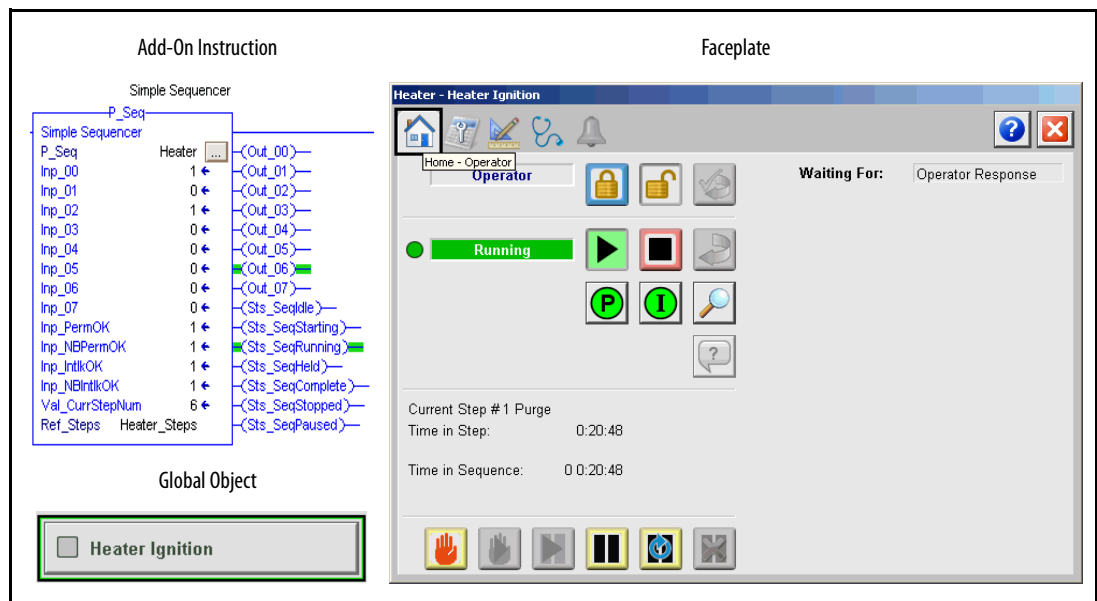 Add-On Instruction
Faceplate
Simple Sequencer
P_Seq
Simple Sequencer
P_Seq Heater ...
Inp_00 1
Inp_01 0
Inp_02 1
Inp_03 0
Inp_04 0
Inp_05 0
Inp_06 0
Inp_07 0
Inp_PermOK 1
Inp_NBPermOK 1
Inp_IntlkOK 1
Inp_NBIntlkOK 1
Val_CurrStepNum 6
Ref_Steps Heater_Steps
(Out_00)
(Out_01)
(Out_02)
(Out_03)
(Out_04)
(Out_05)
(Out_06)
(Out_07)
(Sts_SeqIdle)
(Sts_SeqStarting)
(Sts_SeqRunning)
(Sts_SeqHeld)
(Sts_SeqComplete)
(Sts_SeqStopped)
(Sts_SeqPaused)
Global Object
Heater Ignition
Heater - Heater Ignition
?
Home - Operator
Operator
Waiting For: Operator Response
Running
P I
?
Current Step # 1 Purge
Time in Step: 0:20:48
Time in Sequence: 0 0:20:48